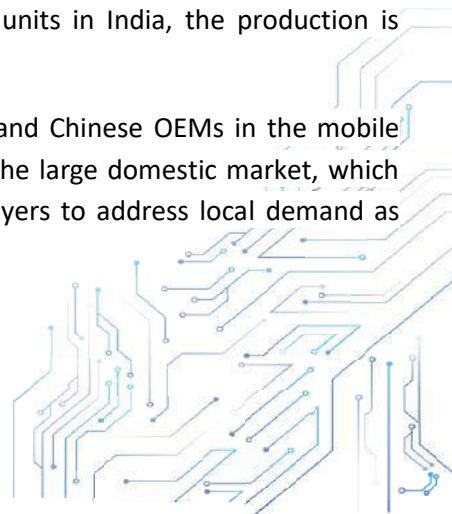 units in India, the production is
and Chinese OEMs in the mobile
the large domestic market, which
yers to address local demand as